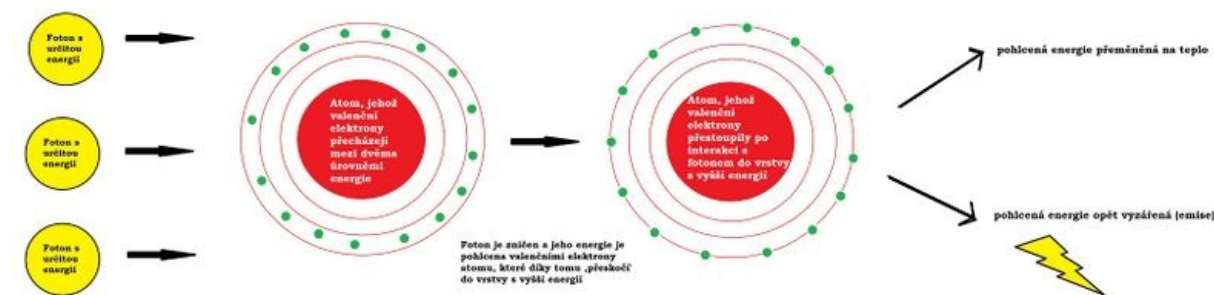 Foton s
určitou
energií
Foton s
určitou
energií
Foton s
určitou
energií
Atom, jehož
valenční
elektrony
přecházejí
mezi dvěma
úrovněmi
energie
Foton je zničen a jeho energie je
pohlcena valenčními elektrony
atomu, které díky tomu ‚přeskočí‘
do vrstvy s vyšší energií
Atom, jehož
valenční
elektrony
přestoupily po
interakci s
fotonem do vrstvy
s vyšší energií
pohlcená energie přeměněná na teplo
pohlcená energie opět vyzářená (emise)